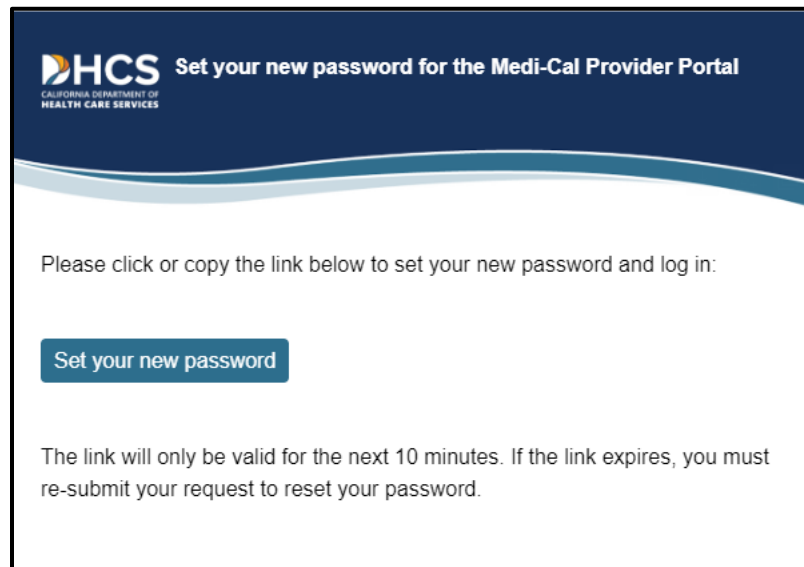 DHCS
CALIFORNIA DEPARTMENT OF
HEALTH CARE SERVICES
Set your new password for the Medi-Cal Provider Portal
Please click or copy the link below to set your new password and log in:
Set your new password
The link will only be valid for the next 10 minutes. If the link expires, you must
re-submit your request to reset your password.